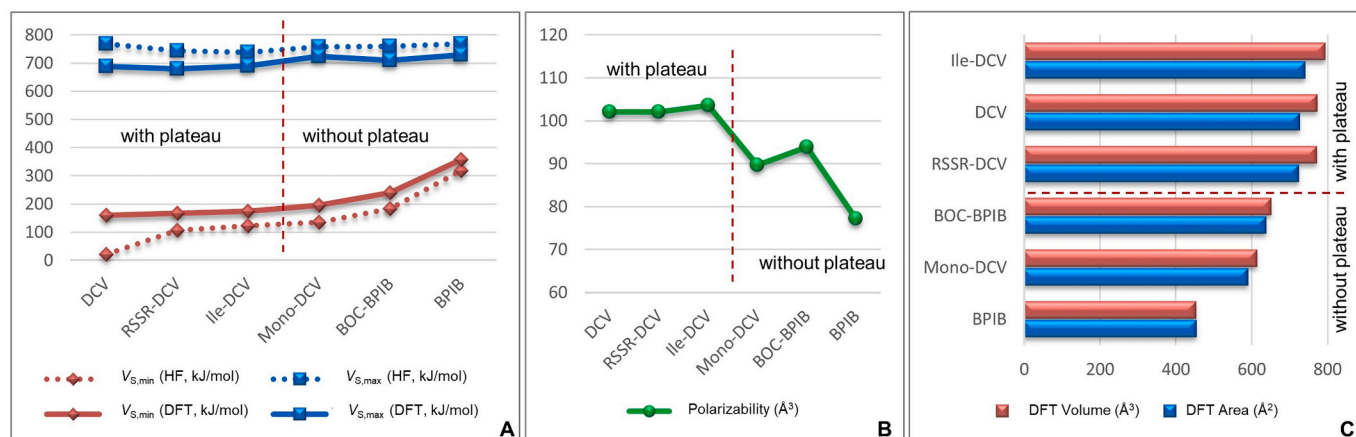 800
700
600
500
400
300
200
100
0
with plateau
without plateau
DCV
RSSR-DCV
Ile-DCV
Mono-DCV
BOC-BPIB
BPIB
VS,min (HF, kJ/mol)
VS,max (HF, kJ/mol)
VS,min (DFT, kJ/mol)
VS,max (DFT, kJ/mol)
A
120
110
100
90
80
70
60
with plateau
without plateau
DCV
RSSR-DCV
Ile-DCV
Mono-DCV
BOC-BPIB
BPIB
Polarizability (Å³)
B
Ile-DCV
DCV
RSSR-DCV
BOC-BPIB
Mono-DCV
BPIB
with plateau
without plateau
0
200
400
600
800
DFT Volume (Å³)
DFT Area (Å²)
C